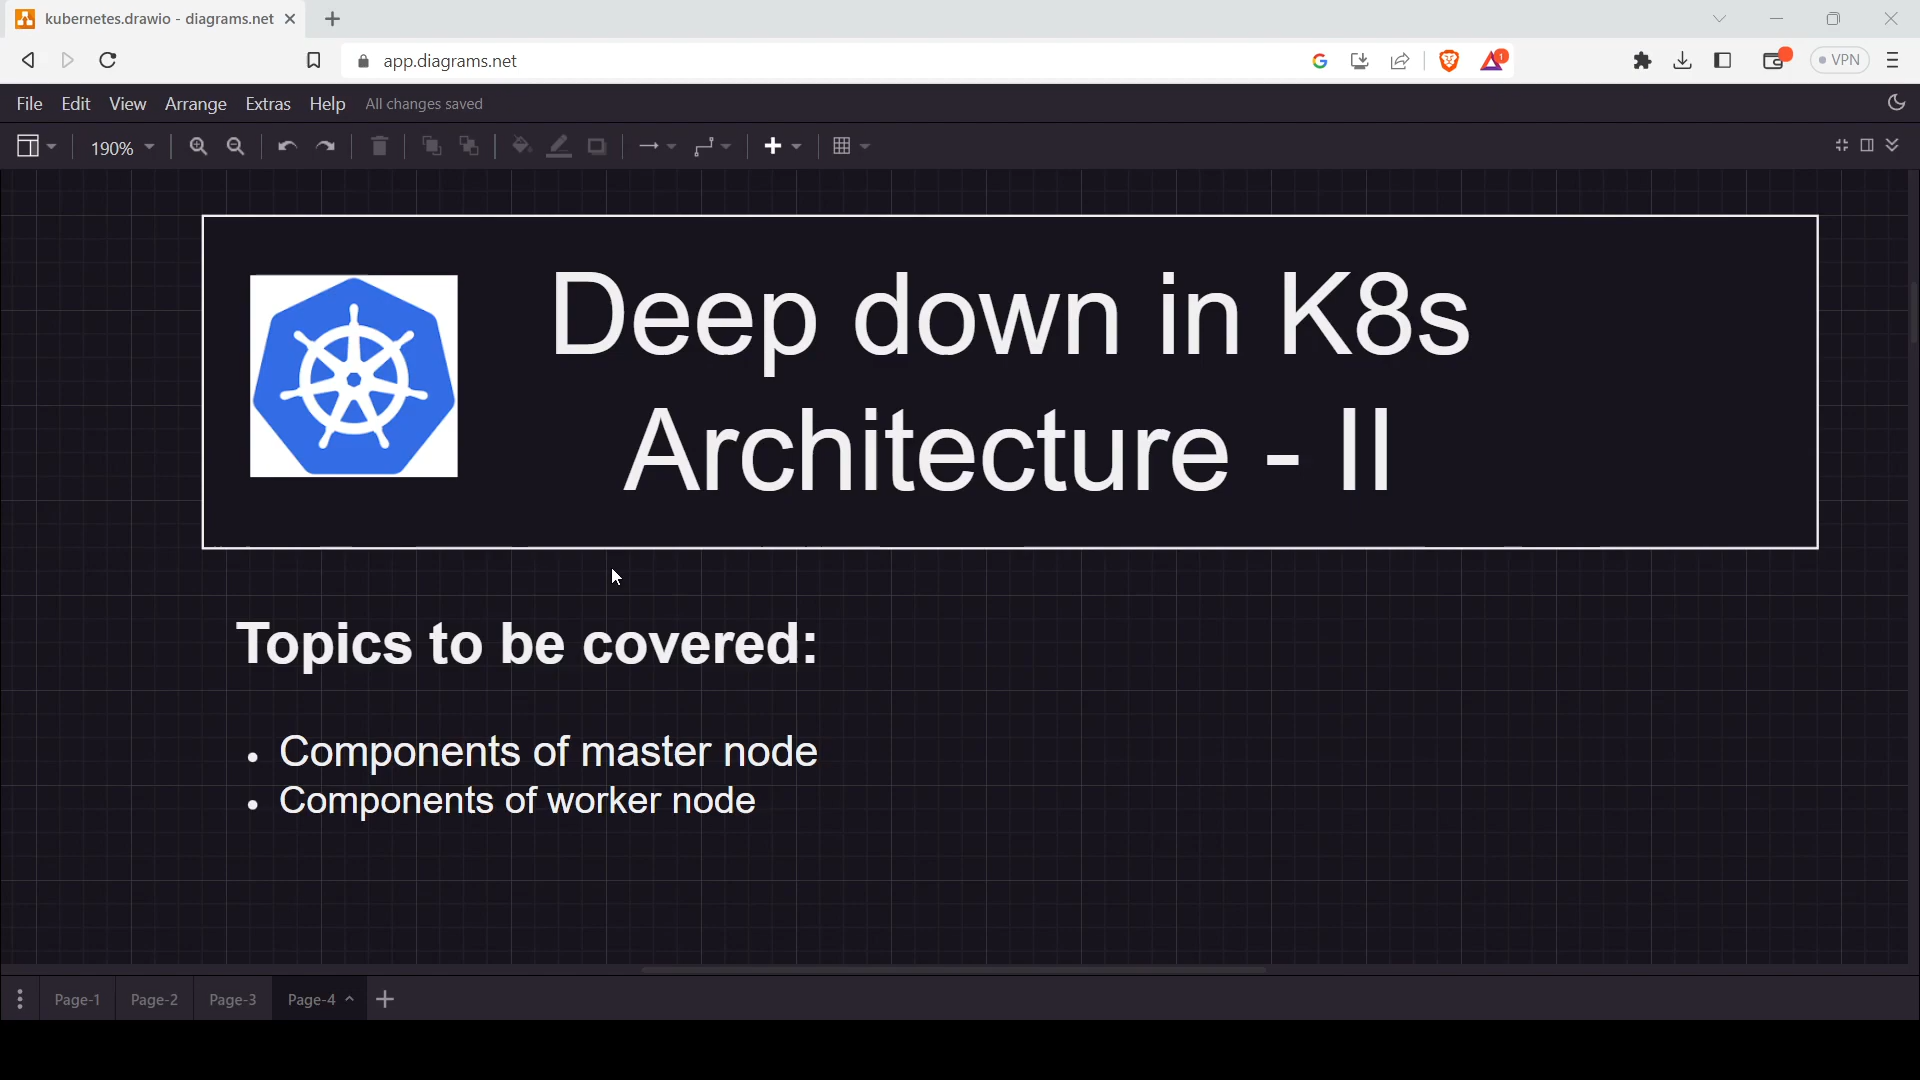 kubernetes.drawio - diagrams.net
app.diagrams.net
1
VPN
File Edit View Arrange Extras Help All changes saved
190%
Deep down in K8s
Architecture - II
Topics to be covered:
• Components of master node
• Components of worker node
Page-1 Page-2 Page-3 Page-4